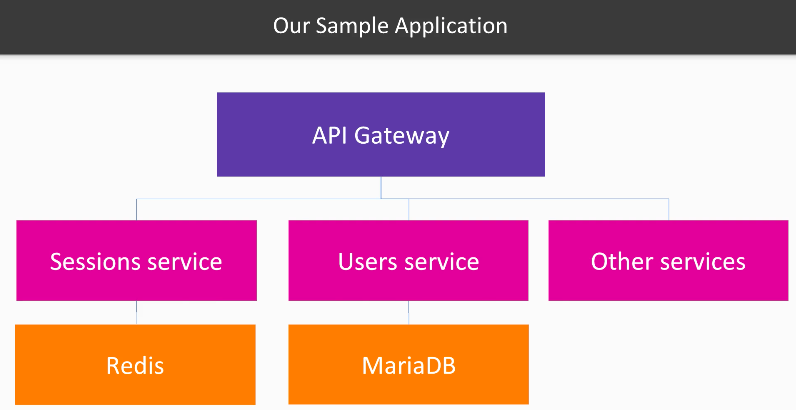 Our Sample Application
API Gateway
Sessions service
Users service
Other services
Redis
MariaDB